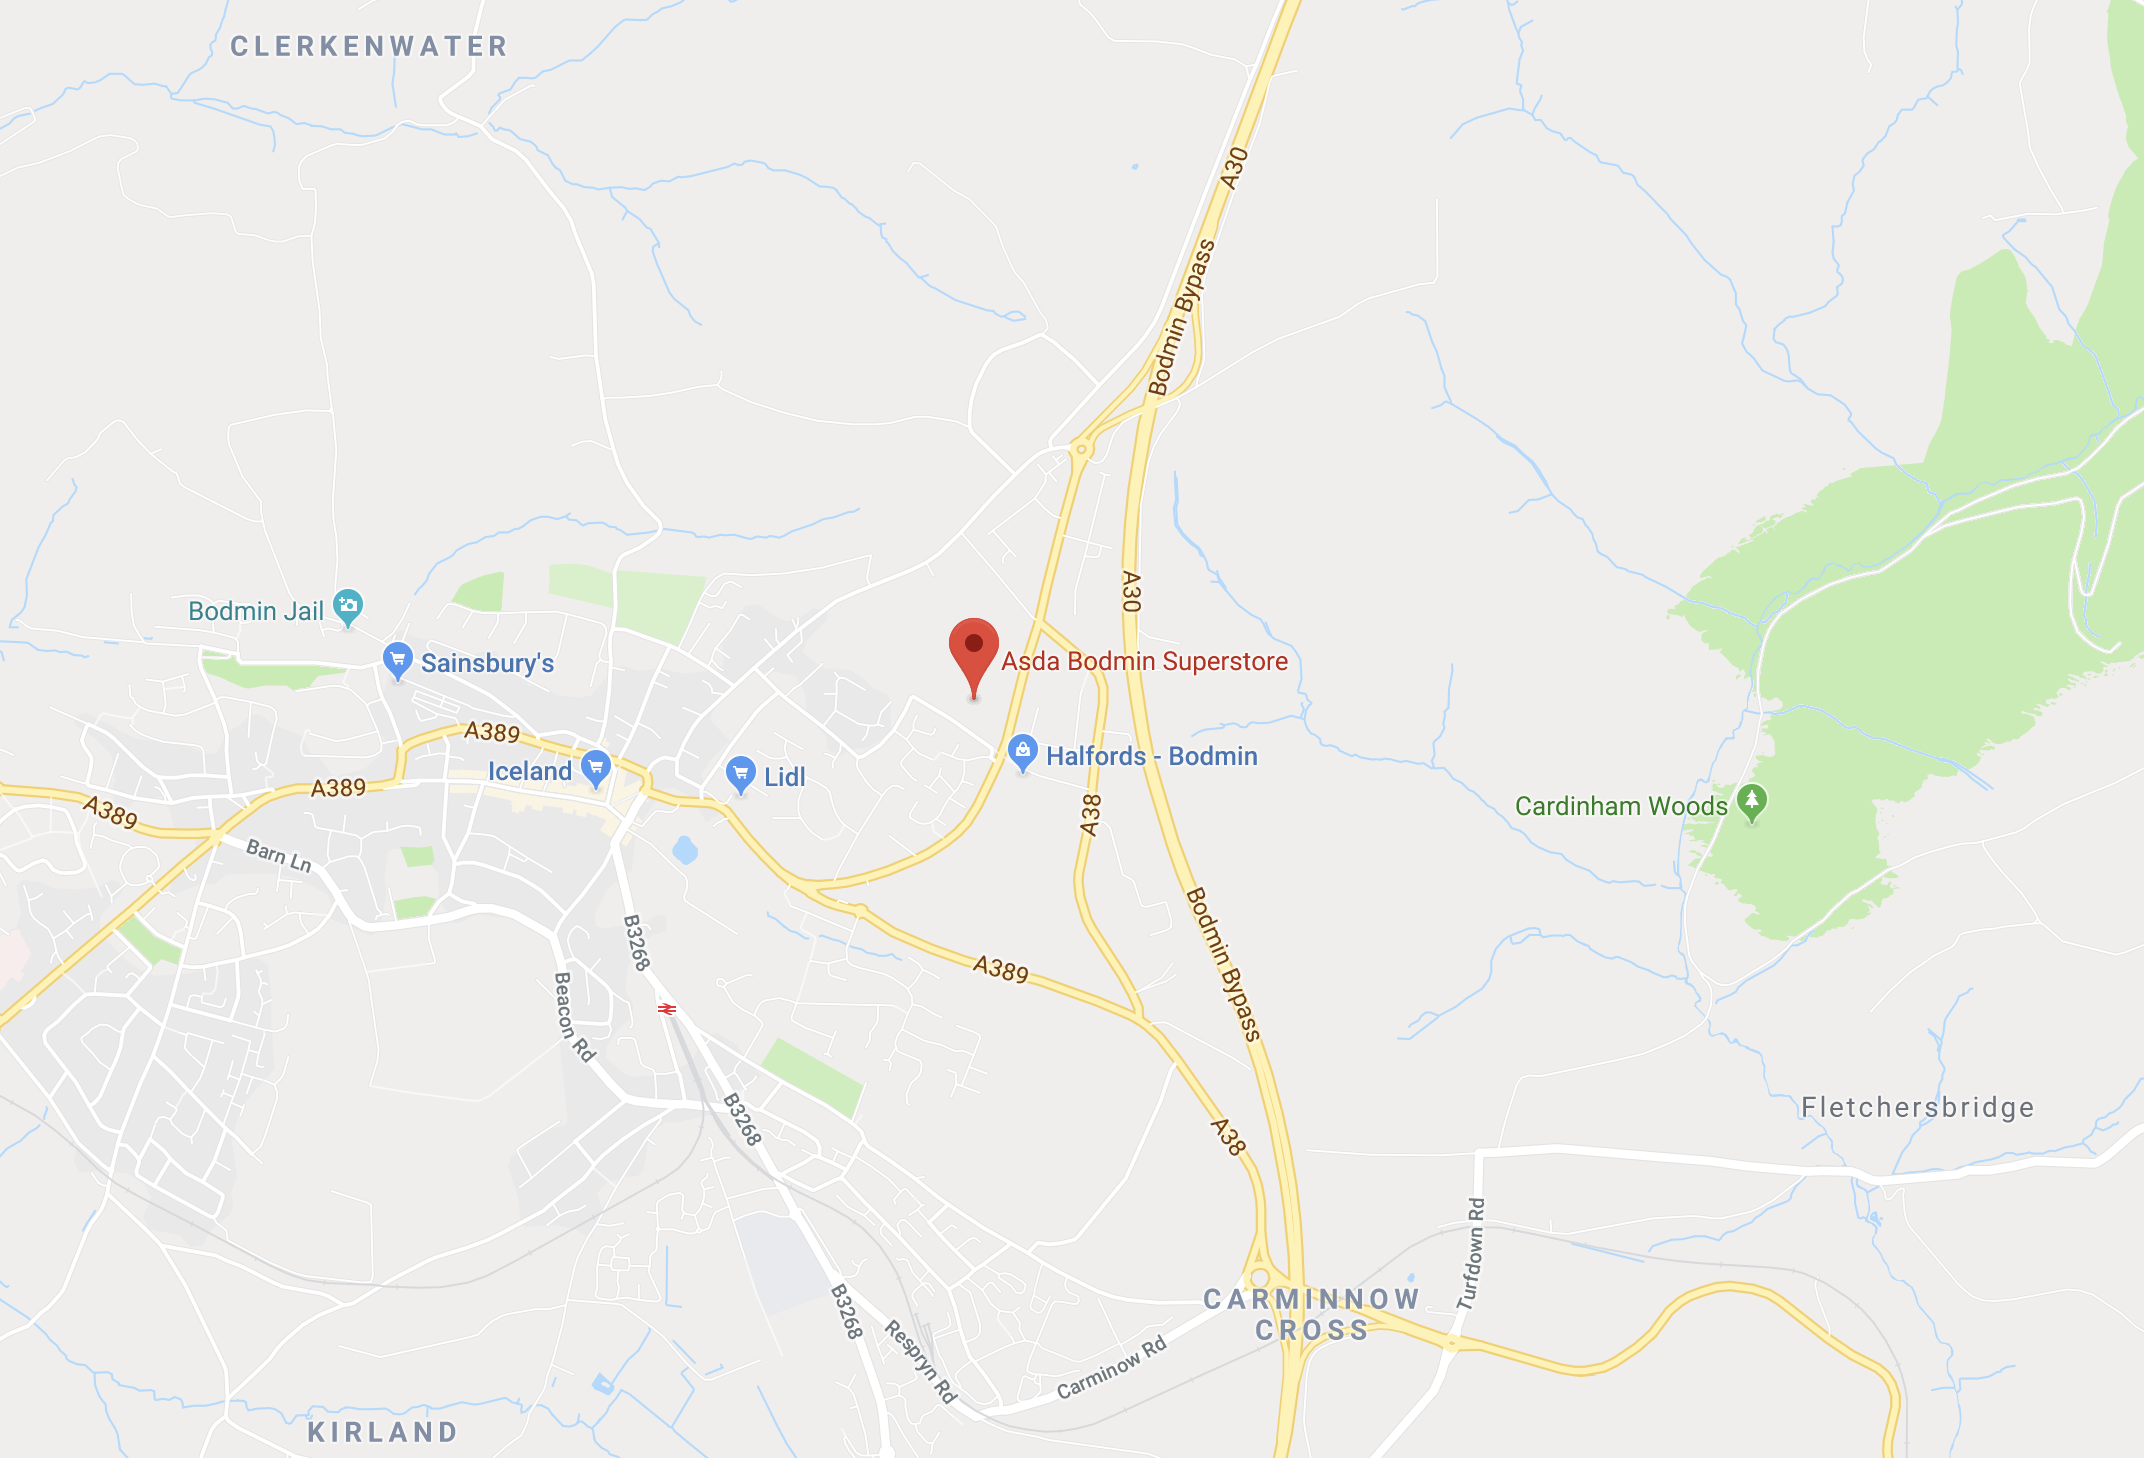 CLERKENWATER
A30
Bodmin Bypass
A30
Bodmin Jail
Sainsbury's
Asda Bodmin Superstore
A389
Iceland
Lidl
Halfords - Bodmin
A389
A389
A38
Cardinham Woods
Barn Ln
B3268
Bodmin Bypass
A389
Beacon Rd
B3268
A38
Fletchersbridge
Turfdown Rd
CARMINNOW
CROSS
B3268
Respryn Rd
Carminow Rd
KIRLAND